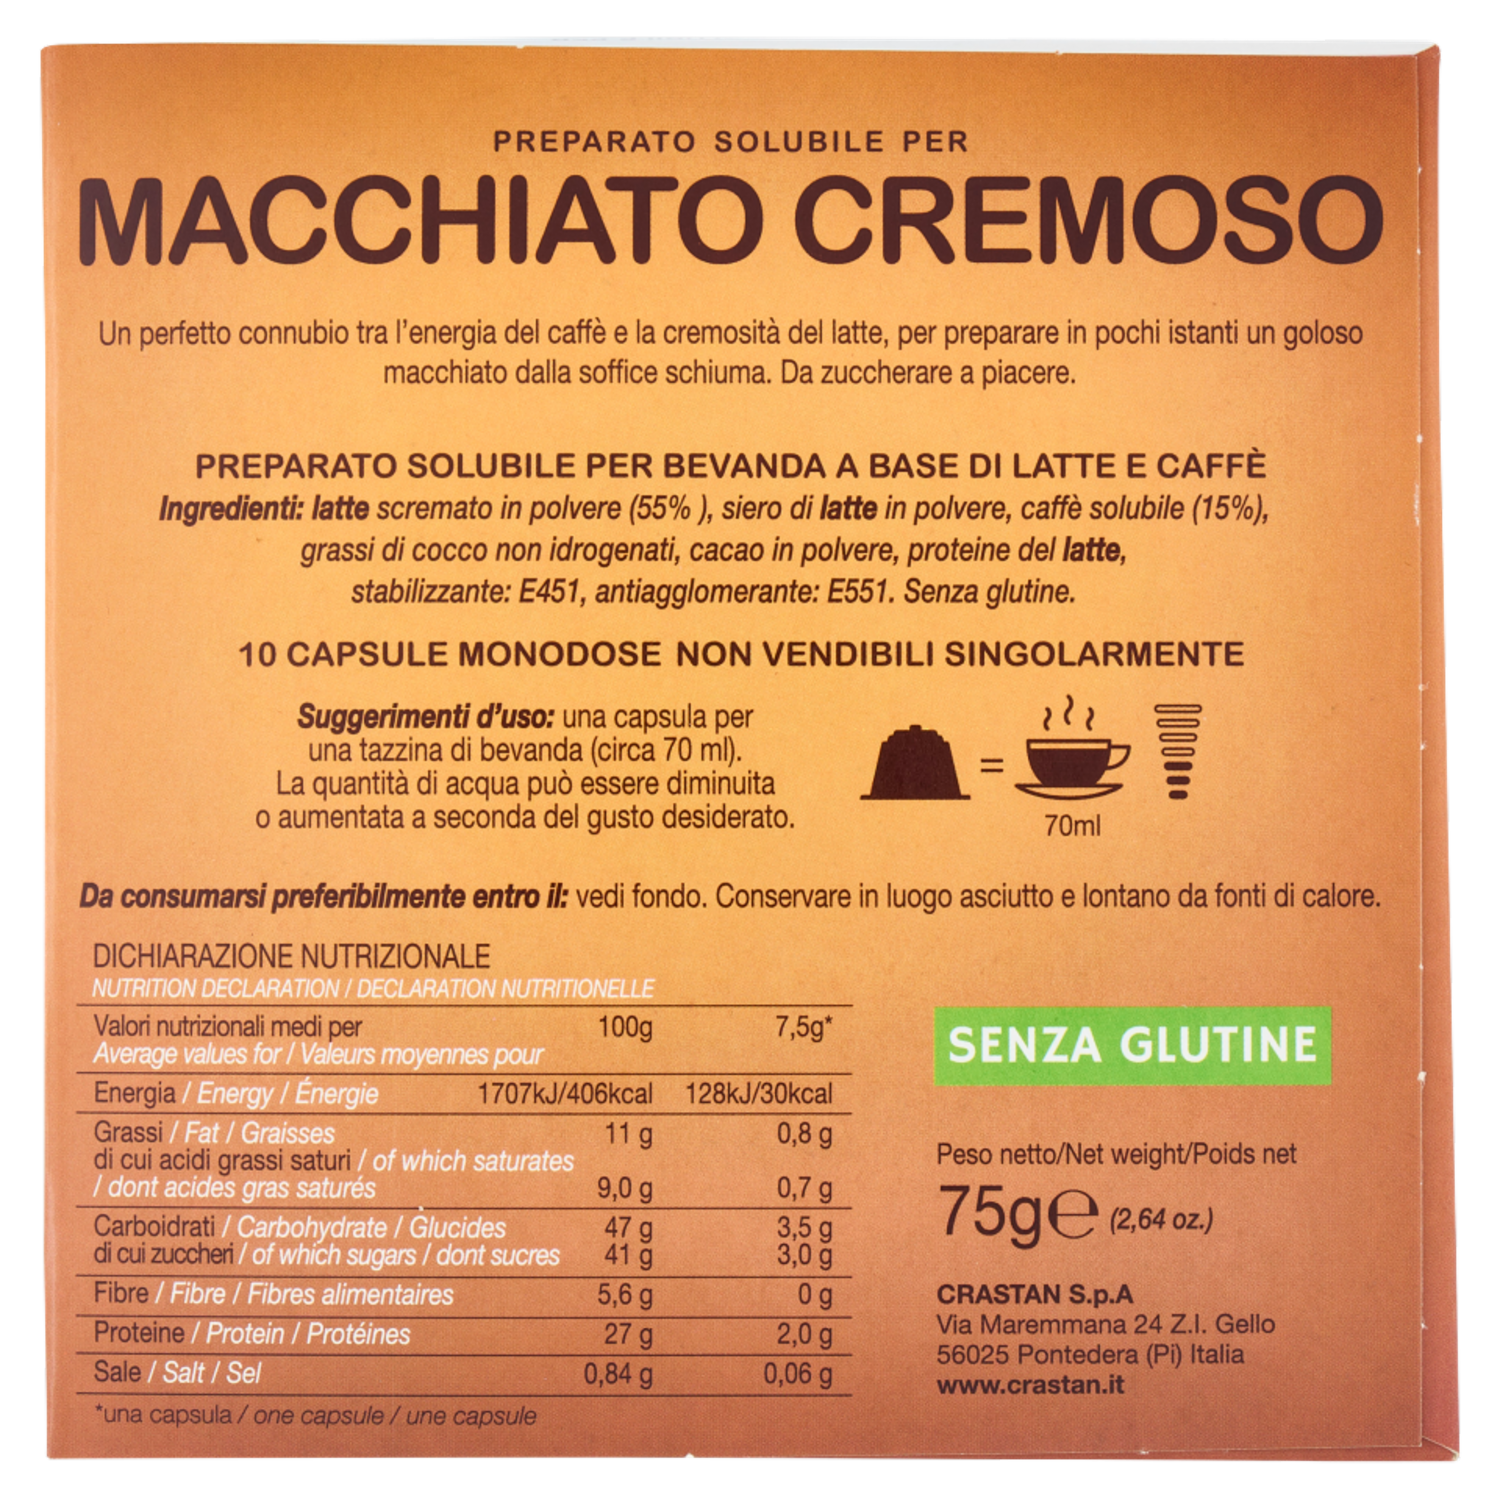 PREPARATO SOLUBILE PER
MACCHIATO CREMOSO
Un perfetto connubio tra l'energia del caffè e la cremosità del latte, per preparare in pochi istanti un goloso
macchiato dalla soffice schiuma. Da zuccherare a piacere.
PREPARATO SOLUBILE PER BEVANDA A BASE DI LATTE E CAFFÈ
Ingredienti: latte scremato in polvere (55% ), siero di latte in polvere, caffè solubile (15%),
grassi di cocco non idrogenati, cacao in polvere, proteine del latte,
stabilizzante: E451, antiagglomerante: E551. Senza glutine.
10 CAPSULE MONODOSE NON VENDIBILI SINGOLARMENTE
Suggerimenti d'uso: una capsula per
una tazzina di bevanda (circa 70 ml).
La quantità di acqua può essere diminuita
o aumentata a seconda del gusto desiderato.
=
70ml
Da consumarsi preferibilmente entro il: vedi fondo. Conservare in luogo asciutto e lontano da fonti di calore.
DICHIARAZIONE NUTRIZIONALE
NUTRITION DECLARATION / DECLARATION NUTRITIONELLE
Valori nutrizionali medi per 100g 7,5g*
Average values for / Valeurs moyennes pour
Energia / Energy / Énergie 1707kJ/406kcal 128kJ/30kcal
Grassi / Fat / Graisses 11 g 0,8 g
di cui acidi grassi saturi / of which saturates
/ dont acides gras saturés 9,0 g 0,7 g
Carboidrati / Carbohydrate / Glucides 47 g 3,5 g
di cui zuccheri / of which sugars / dont sucres 41 g 3,0 g
Fibre / Fibre / Fibres alimentaires 5,6 g 0 g
Proteine / Protein / Protéines 27 g 2,0 g
Sale / Salt / Sel 0,84 g 0,06 g
*una capsula / one capsule / une capsule
SENZA GLUTINE
Peso netto/Net weight/Poids net
75g℮ (2,64 oz.)
CRASTAN S.p.A
Via Maremmana 24 Z.I. Gello
56025 Pontedera (Pi) Italia
www.crastan.it